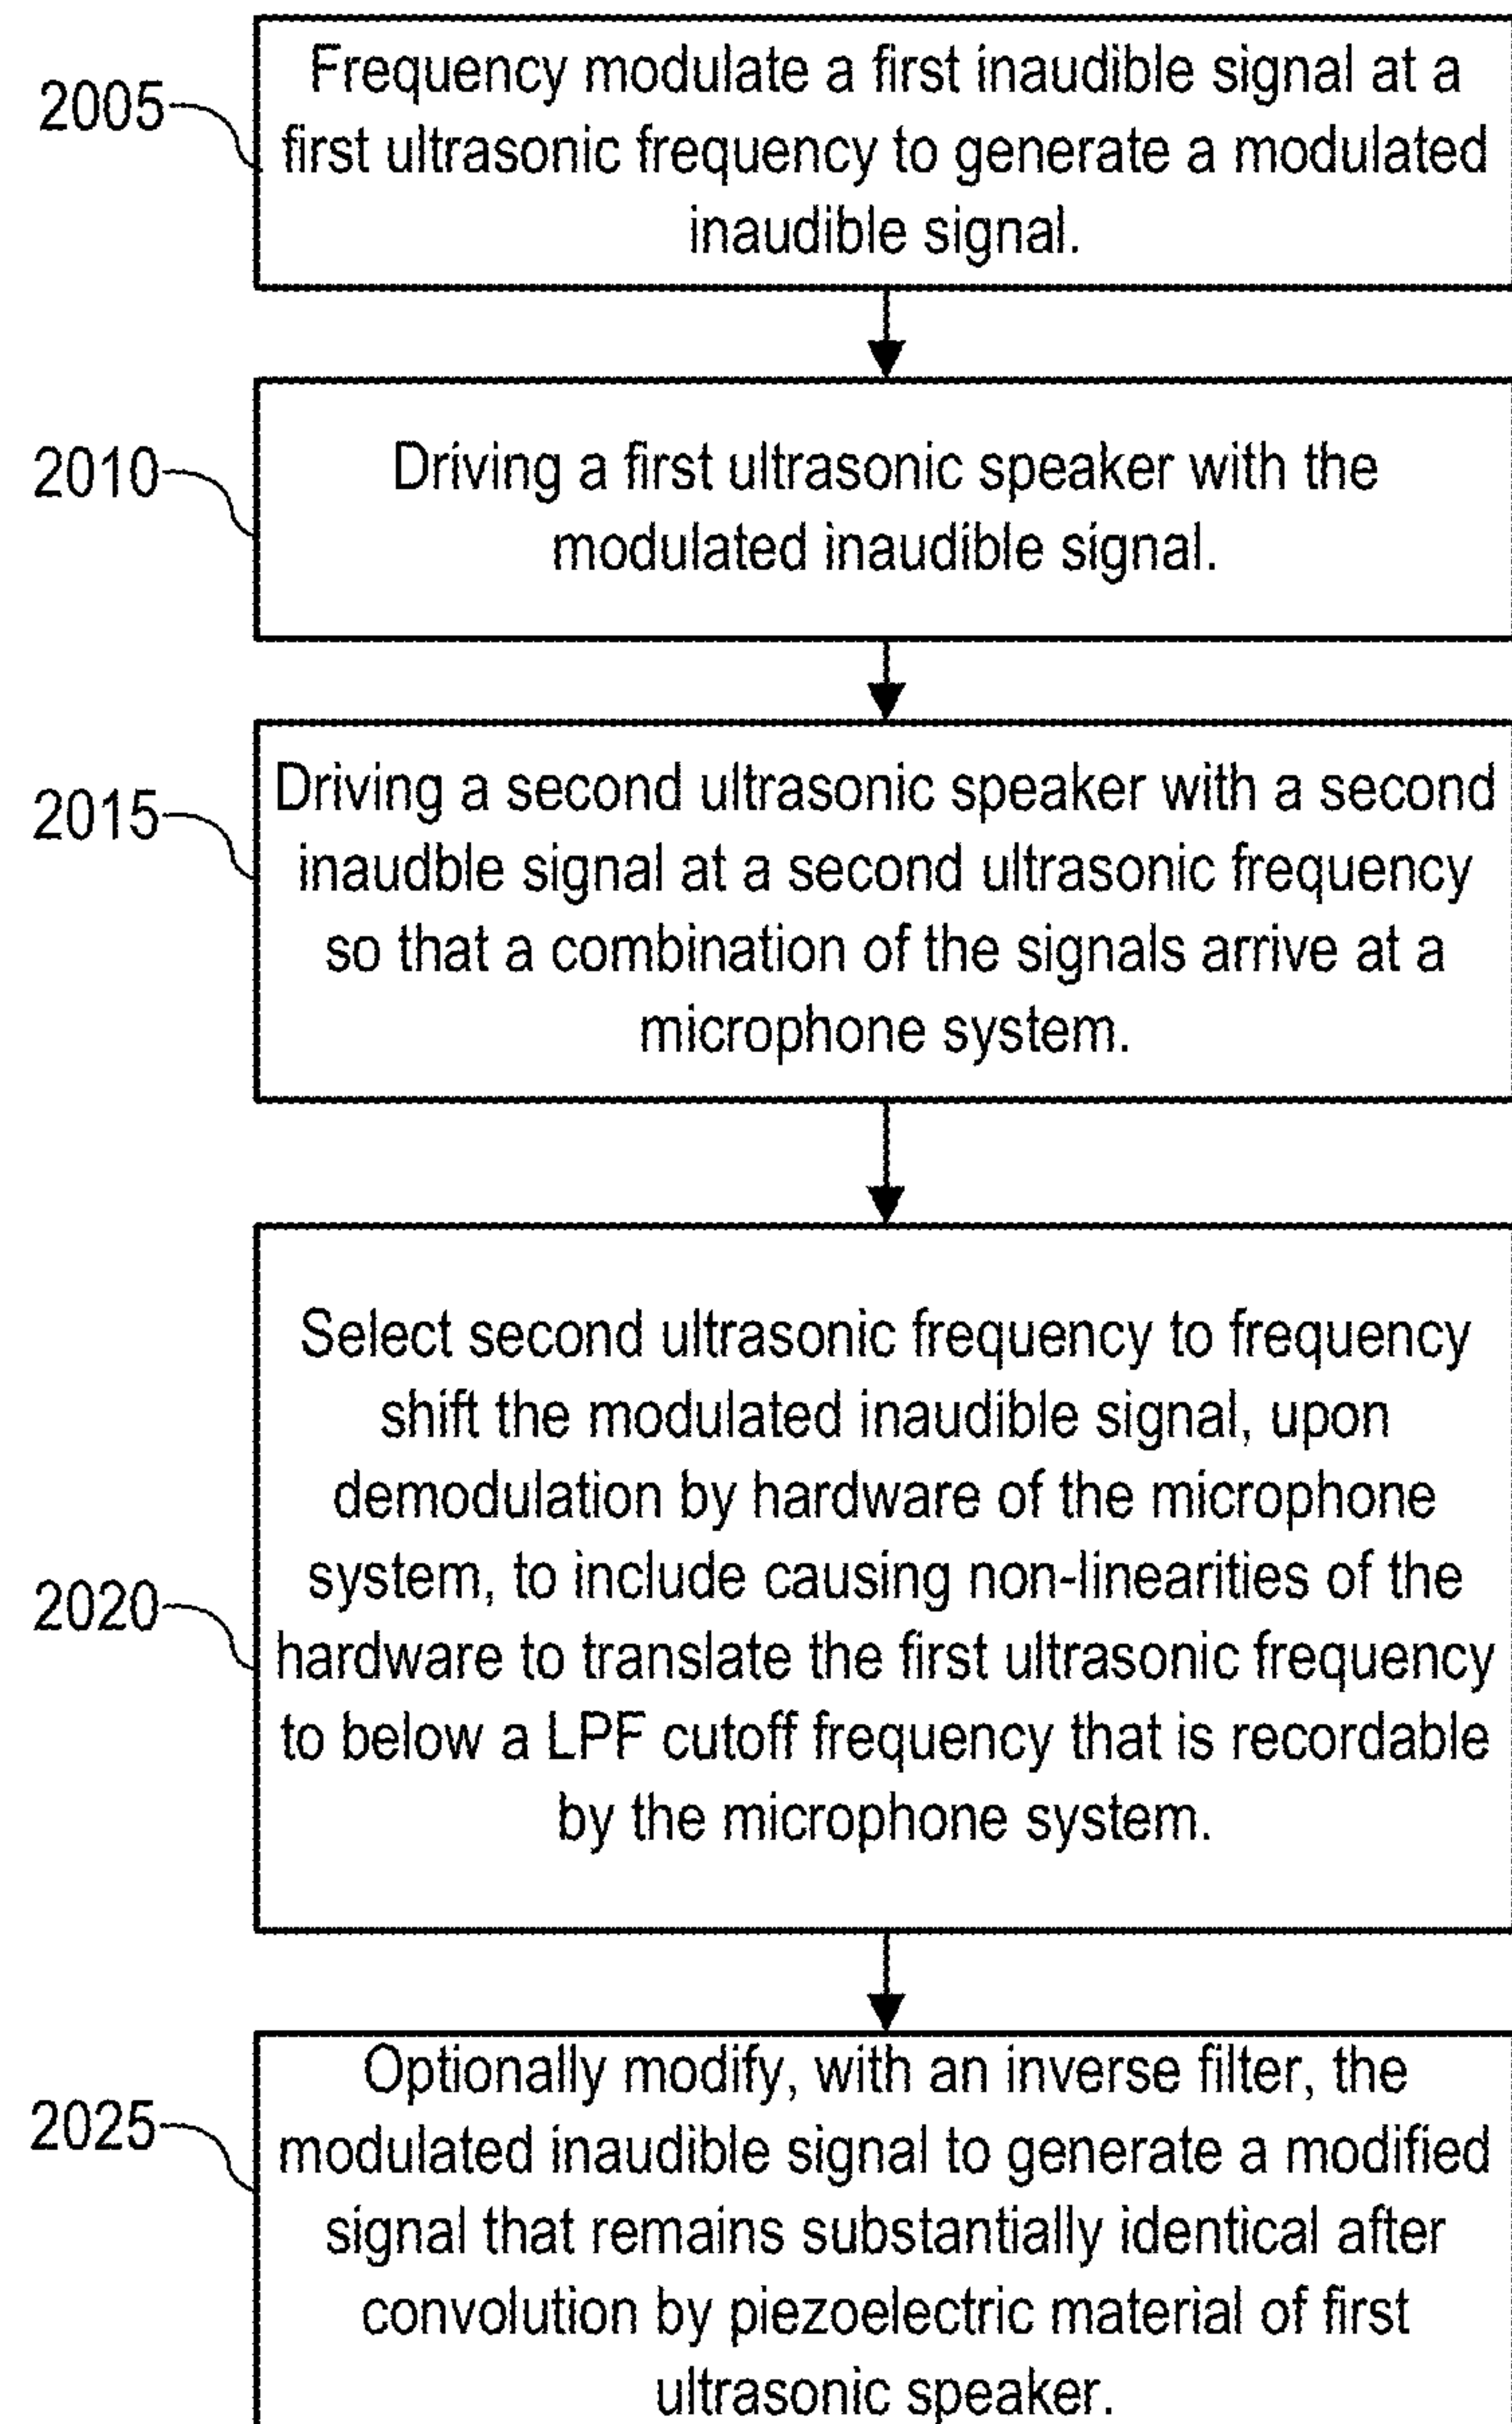 2005
Frequency modulate a first inaudible signal at a
first ultrasonic frequency to generate a modulated
inaudible signal.
2010
Driving a first ultrasonic speaker with the
modulated inaudible signal.
2015
Driving a second ultrasonic speaker with a second
inaudble signal at a second ultrasonic frequency
so that a combination of the signals arrive at a
microphone system.
2020
Select second ultrasonic frequency to frequency
shift the modulated inaudible signal, upon
demodulation by hardware of the microphone
system, to include causing non-linearities of the
hardware to translate the first ultrasonic frequency
to below a LPF cutoff frequency that is recordable
by the microphone system.
2025
Optionally modify, with an inverse filter, the
modulated inaudible signal to generate a modified
signal that remains substantially identical after
convolution by piezoelectric material of first
ultrasonic speaker.